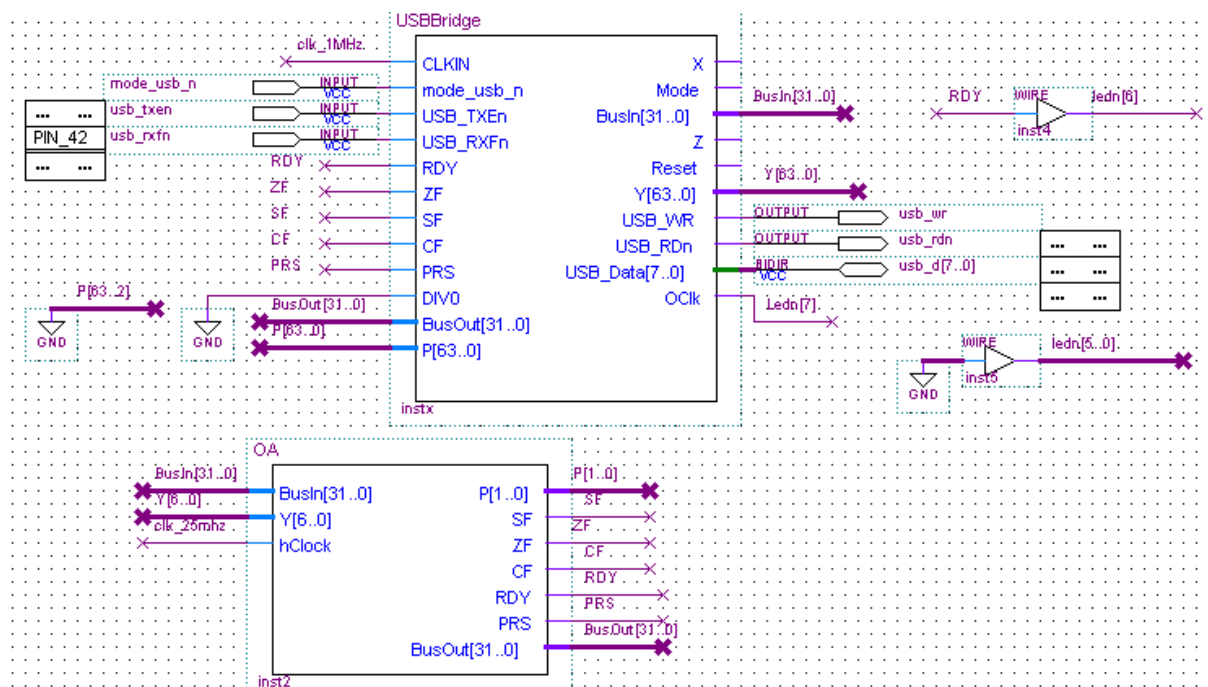 USBBridge
clk_1MHz
CLKIN X
mode_usb_n INPUT VCC mode_usb_n Mode BusIn[31..0] RDY WIRE ledn[6]
... ... usb_txen INPUT VCC USB_TXEn BusIn[31..0] inst4
PIN_42 usb_rxfn INPUT VCC USB_RXFn Z
... ... RDY RDY Reset Y[63..0]
ZF ZF Y[63..0]
SF SF USB_WR OUTPUT usb_wr
CF CF USB_RDn OUTPUT usb_rdn ... ...
PRS PRS USB_Data[7..0] BIDIR VCC usb_d[7..0] ... ...
P[63..2] DIV0 OClk Ledn[7] ... ...
BusOut[31..0] BusOut[31..0]
GND GND P[63..0] P[63..0] WIRE ledn[5..0]
GND inst5
instx
OA
BusIn[31..0] BusIn[31..0] P[1..0] P[1..0]
Y[6..0] Y[6..0] SF SF
clk_25mhz hClock ZF ZF
CF CF
RDY RDY
PRS PRS
BusOut[31..0] BusOut[31..0]
inst2